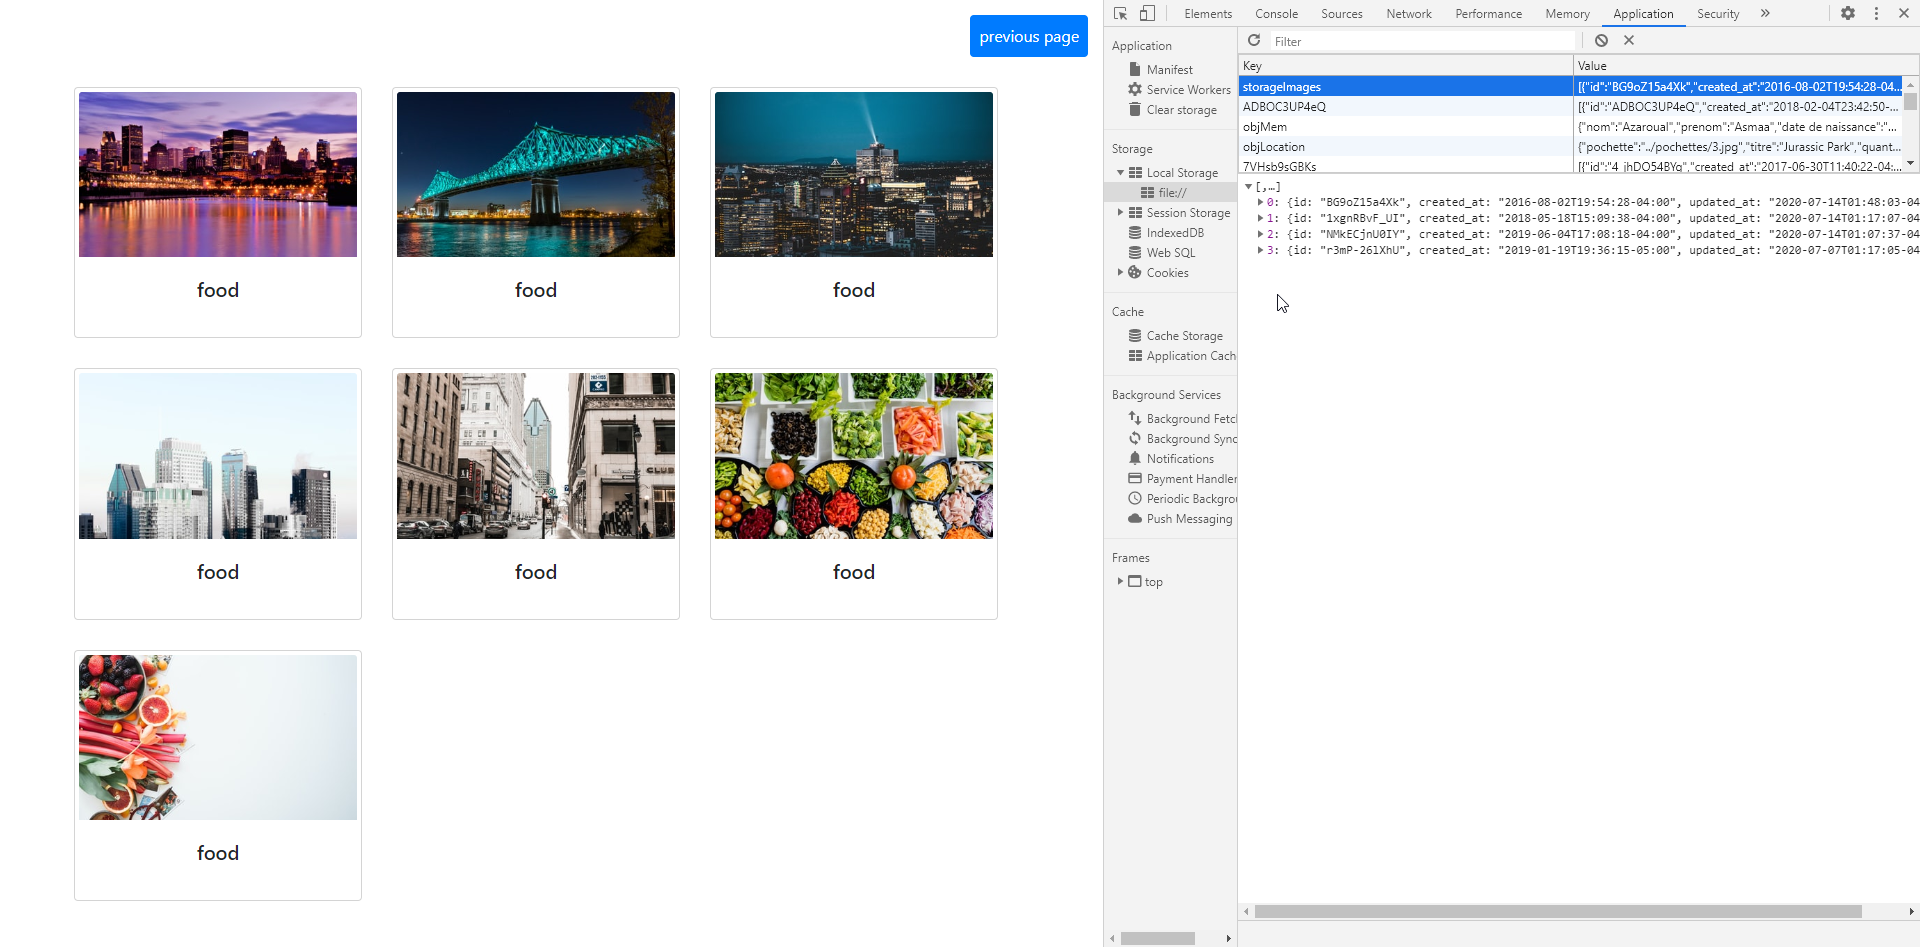 previous page
food
food
food
food
food
food
food
Elements Console Sources Network Performance Memory Application Security
Application
Manifest
Service Workers
Clear storage
Storage
Local Storage
file://
Session Storage
IndexedDB
Web SQL
Cookies
Cache
Cache Storage
Application Cach
Background Services
Background Fetc
Background Sync
Notifications
Payment Handler
Periodic Backgro
Push Messaging
Frames
top
Filter
Key Value
storageImages [{"id":"BG9oZ15a4Xk","created_at":"2016-08-02T19:54:28-04...
ADBOC3UP4eQ [{"id":"ADBOC3UP4eQ","created_at":"2018-02-04T23:42:50-...
objMem {"nom":"Azaroual","prenom":"Asmaa","date de naissance":"...
objLocation {"pochette":"../pochettes/3.jpg","titre":"Jurassic Park","quant...
7VHsb9sGBKs [{"id":"4_jhDO54BYg","created_at":"2017-06-30T11:40:22-04:...
[,…]
0: {id: "BG9oZ15a4Xk", created_at: "2016-08-02T19:54:28-04:00", updated_at: "2020-07-14T01:48:03-04
1: {id: "1xgnRBvF_UI", created_at: "2018-05-18T15:09:38-04:00", updated_at: "2020-07-14T01:17:07-04
2: {id: "NMkECjnU0IY", created_at: "2019-06-04T17:08:18-04:00", updated_at: "2020-07-14T01:07:37-04
3: {id: "r3mP-261XhU", created_at: "2019-01-19T19:36:15-05:00", updated_at: "2020-07-07T01:17:05-04